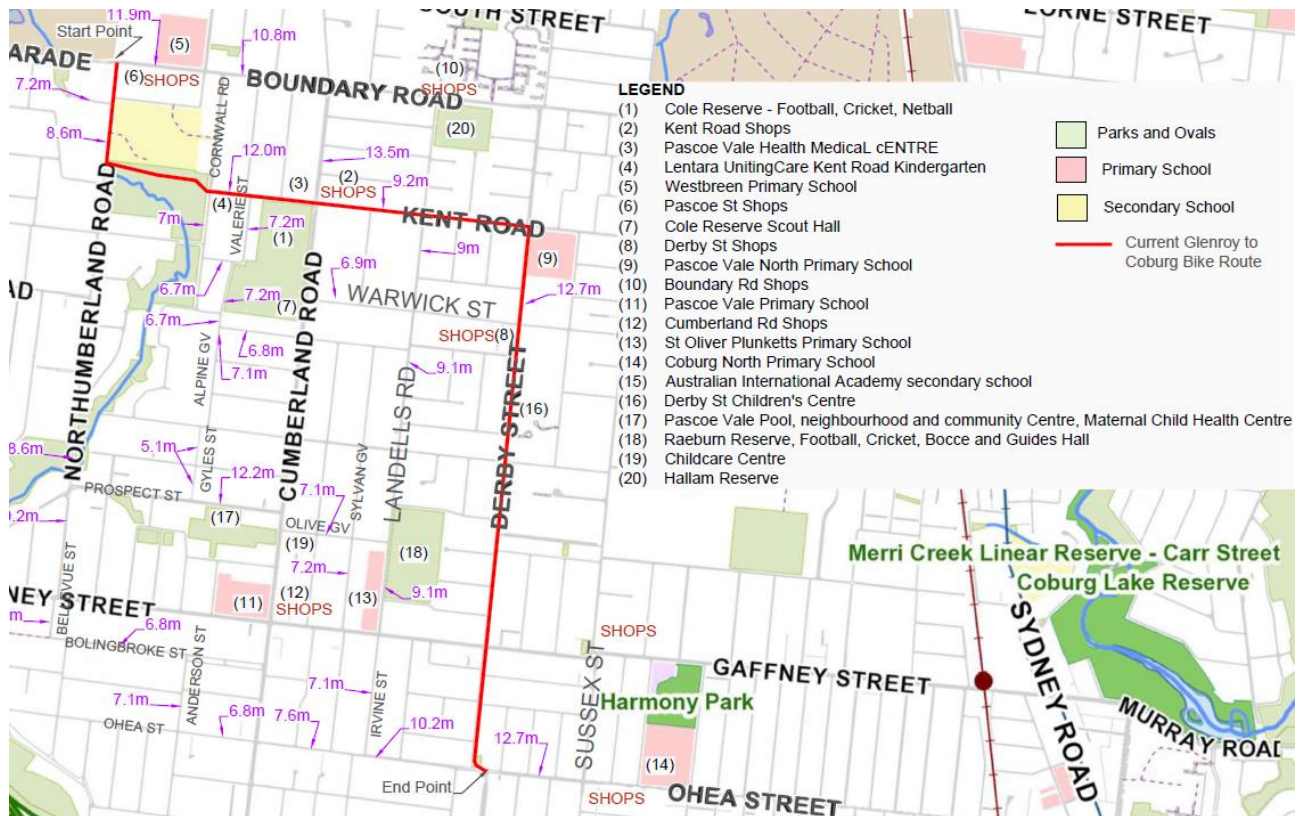 11.9m
Start Point
(5)
10.8m
SOUTH STREET
LORNE STREET
ARADE
(6)
SHOPS
BOUNDARY ROAD
(10)
SHOPS
7.2m
CORNWALL RD
(20)
8.6m
12.0m
13.5m
(3)
(2)
SHOPS
9.2m
(4)
VALERIE ST
KENT ROAD
7m
7.2m
(1)
NORTHUMBERLAND ROAD
9m
(9)
6.7m
6.9m
12.7m
7.2m
(7)
WARWICK ST
AD
6.7m
CUMBERLAND ROAD
SHOPS
(8)
6.8m
7.1m
9.1m
ALPINE GV
LANDELLS RD
DERBY STREET
(16)
8.6m
5.1m
GYLES ST
12.2m
SYLVAN GV
7.1m
PROSPECT ST
(17)
OLIVE GV
(19)
(18)
7.2m
BELLEVUE ST
(11)
(12)
SHOPS
(13)
9.1m
NEY STREET
6.8m
BOLINGBROKE ST
ANDERSON ST
7.1m
7.1m
IRVINE ST
OHEA ST
6.8m
7.6m
10.2m
End Point
12.7m
SUSSEX ST
SHOPS
GAFFNEY STREET
Harmony Park
(14)
SHOPS
OHEA STREET
SYDNEY ROAD
MURRAY ROAD
Merri Creek Linear Reserve - Carr Street
Coburg Lake Reserve
LEGEND
(1) Cole Reserve - Football, Cricket, Netball
(2) Kent Road Shops
(3) Pascoe Vale Health MedicaL cENTRE
(4) Lentara UnitingCare Kent Road Kindergarten
(5) Westbreen Primary School
(6) Pascoe St Shops
(7) Cole Reserve Scout Hall
(8) Derby St Shops
(9) Pascoe Vale North Primary School
(10) Boundary Rd Shops
(11) Pascoe Vale Primary School
(12) Cumberland Rd Shops
(13) St Oliver Plunketts Primary School
(14) Coburg North Primary School
(15) Australian International Academy secondary school
(16) Derby St Children's Centre
(17) Pascoe Vale Pool, neighbourhood and community Centre, Maternal Child Health Centre
(18) Raeburn Reserve, Football, Cricket, Bocce and Guides Hall
(19) Childcare Centre
(20) Hallam Reserve
Parks and Ovals
Primary School
Secondary School
Current Glenroy to
Coburg Bike Route